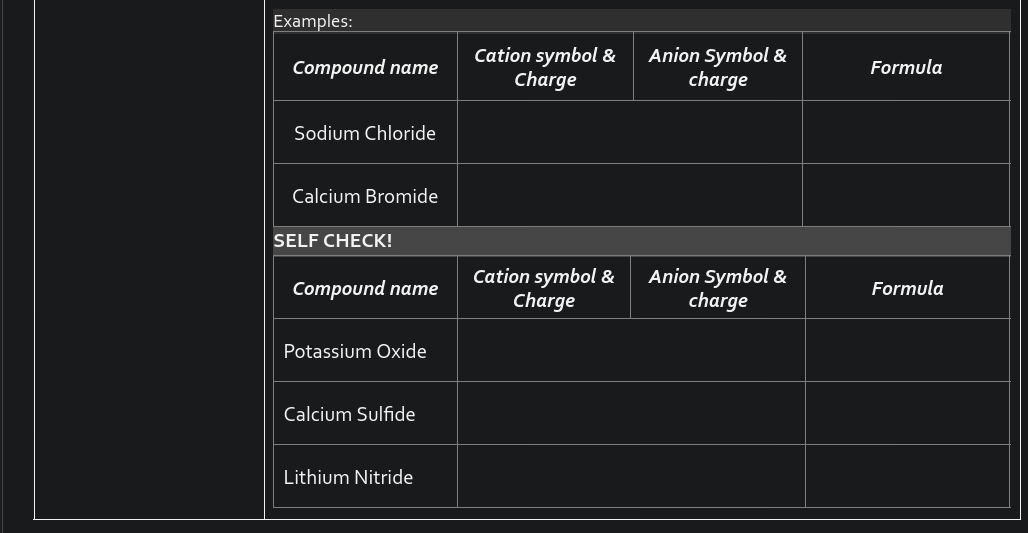 Examples:
Compound name
Cation symbol &
Charge
Anion Symbol &
charge
Formula
Sodium Chloride
Calcium Bromide
SELF CHECK!
Compound name
Cation symbol &
Charge
Anion Symbol &
charge
Formula
Potassium Oxide
Calcium Sulfide
Lithium Nitride